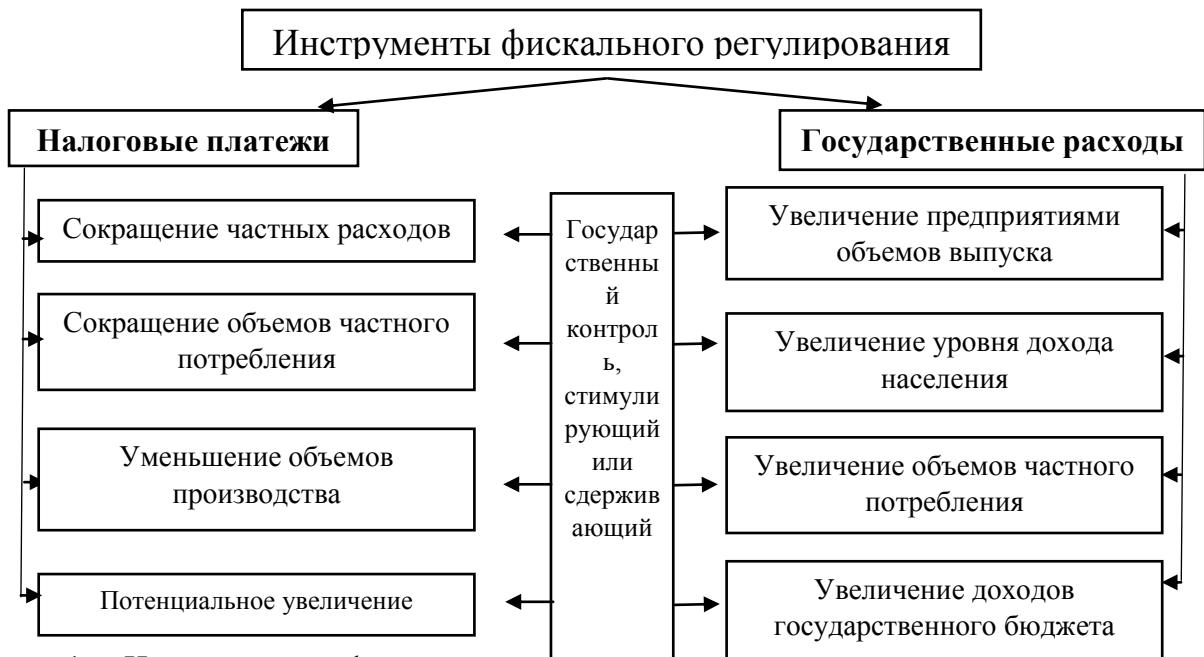 Инструменты фискального регулирования
Налоговые платежи
Государственные расходы
Сокращение частных расходов
Сокращение объемов частного
потребления
Уменьшение объемов
производства
Потенциальное увеличение
Государ
ственны
й
контрол
ь,
стимули
рующий
или
сдержив
ающий
Увеличение предприятиями
объемов выпуска
Увеличение уровня дохода
населения
Увеличение объемов частного
потребления
Увеличение доходов
государственного бюджета